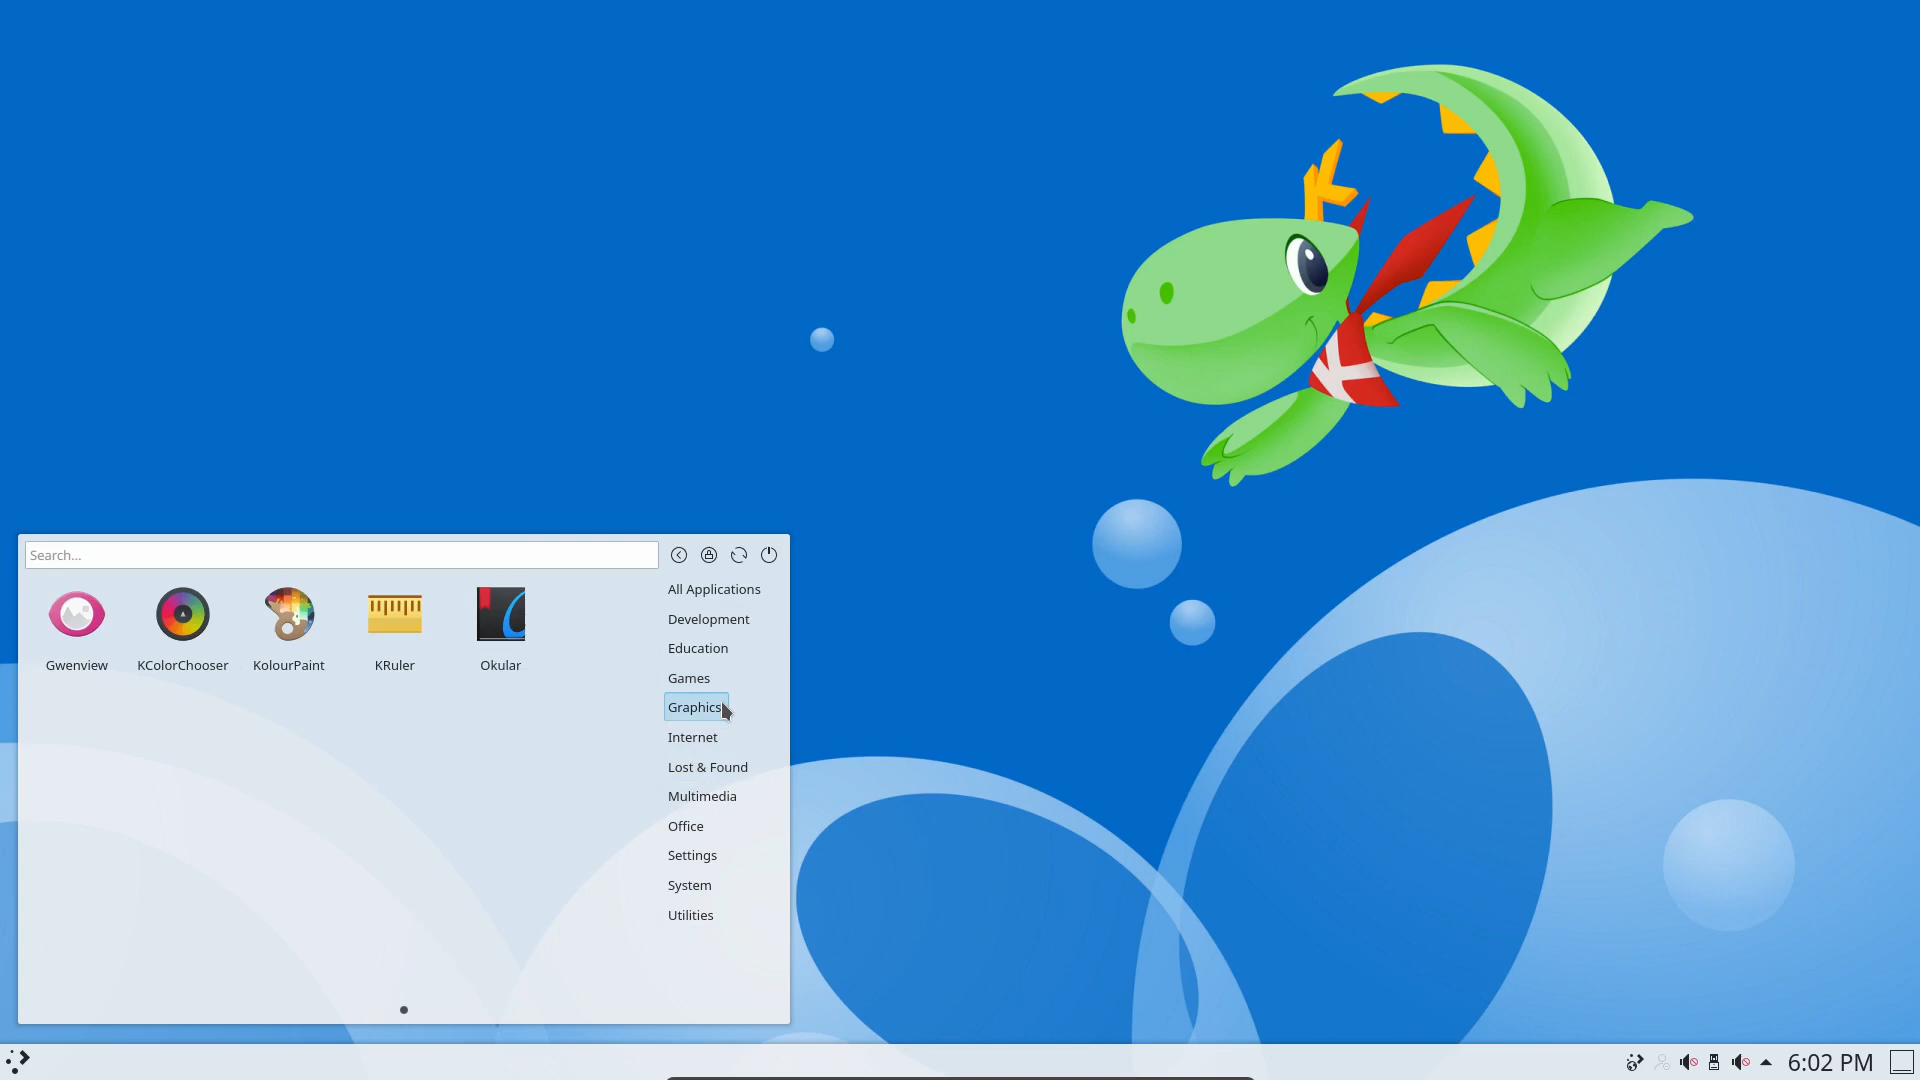 Search...
All Applications
Development
Education
Games
Graphics
Internet
Lost & Found
Multimedia
Office
Settings
System
Utilities
Gwenview
KColorChooser
KolourPaint
KRuler
Okular
6:02 PM